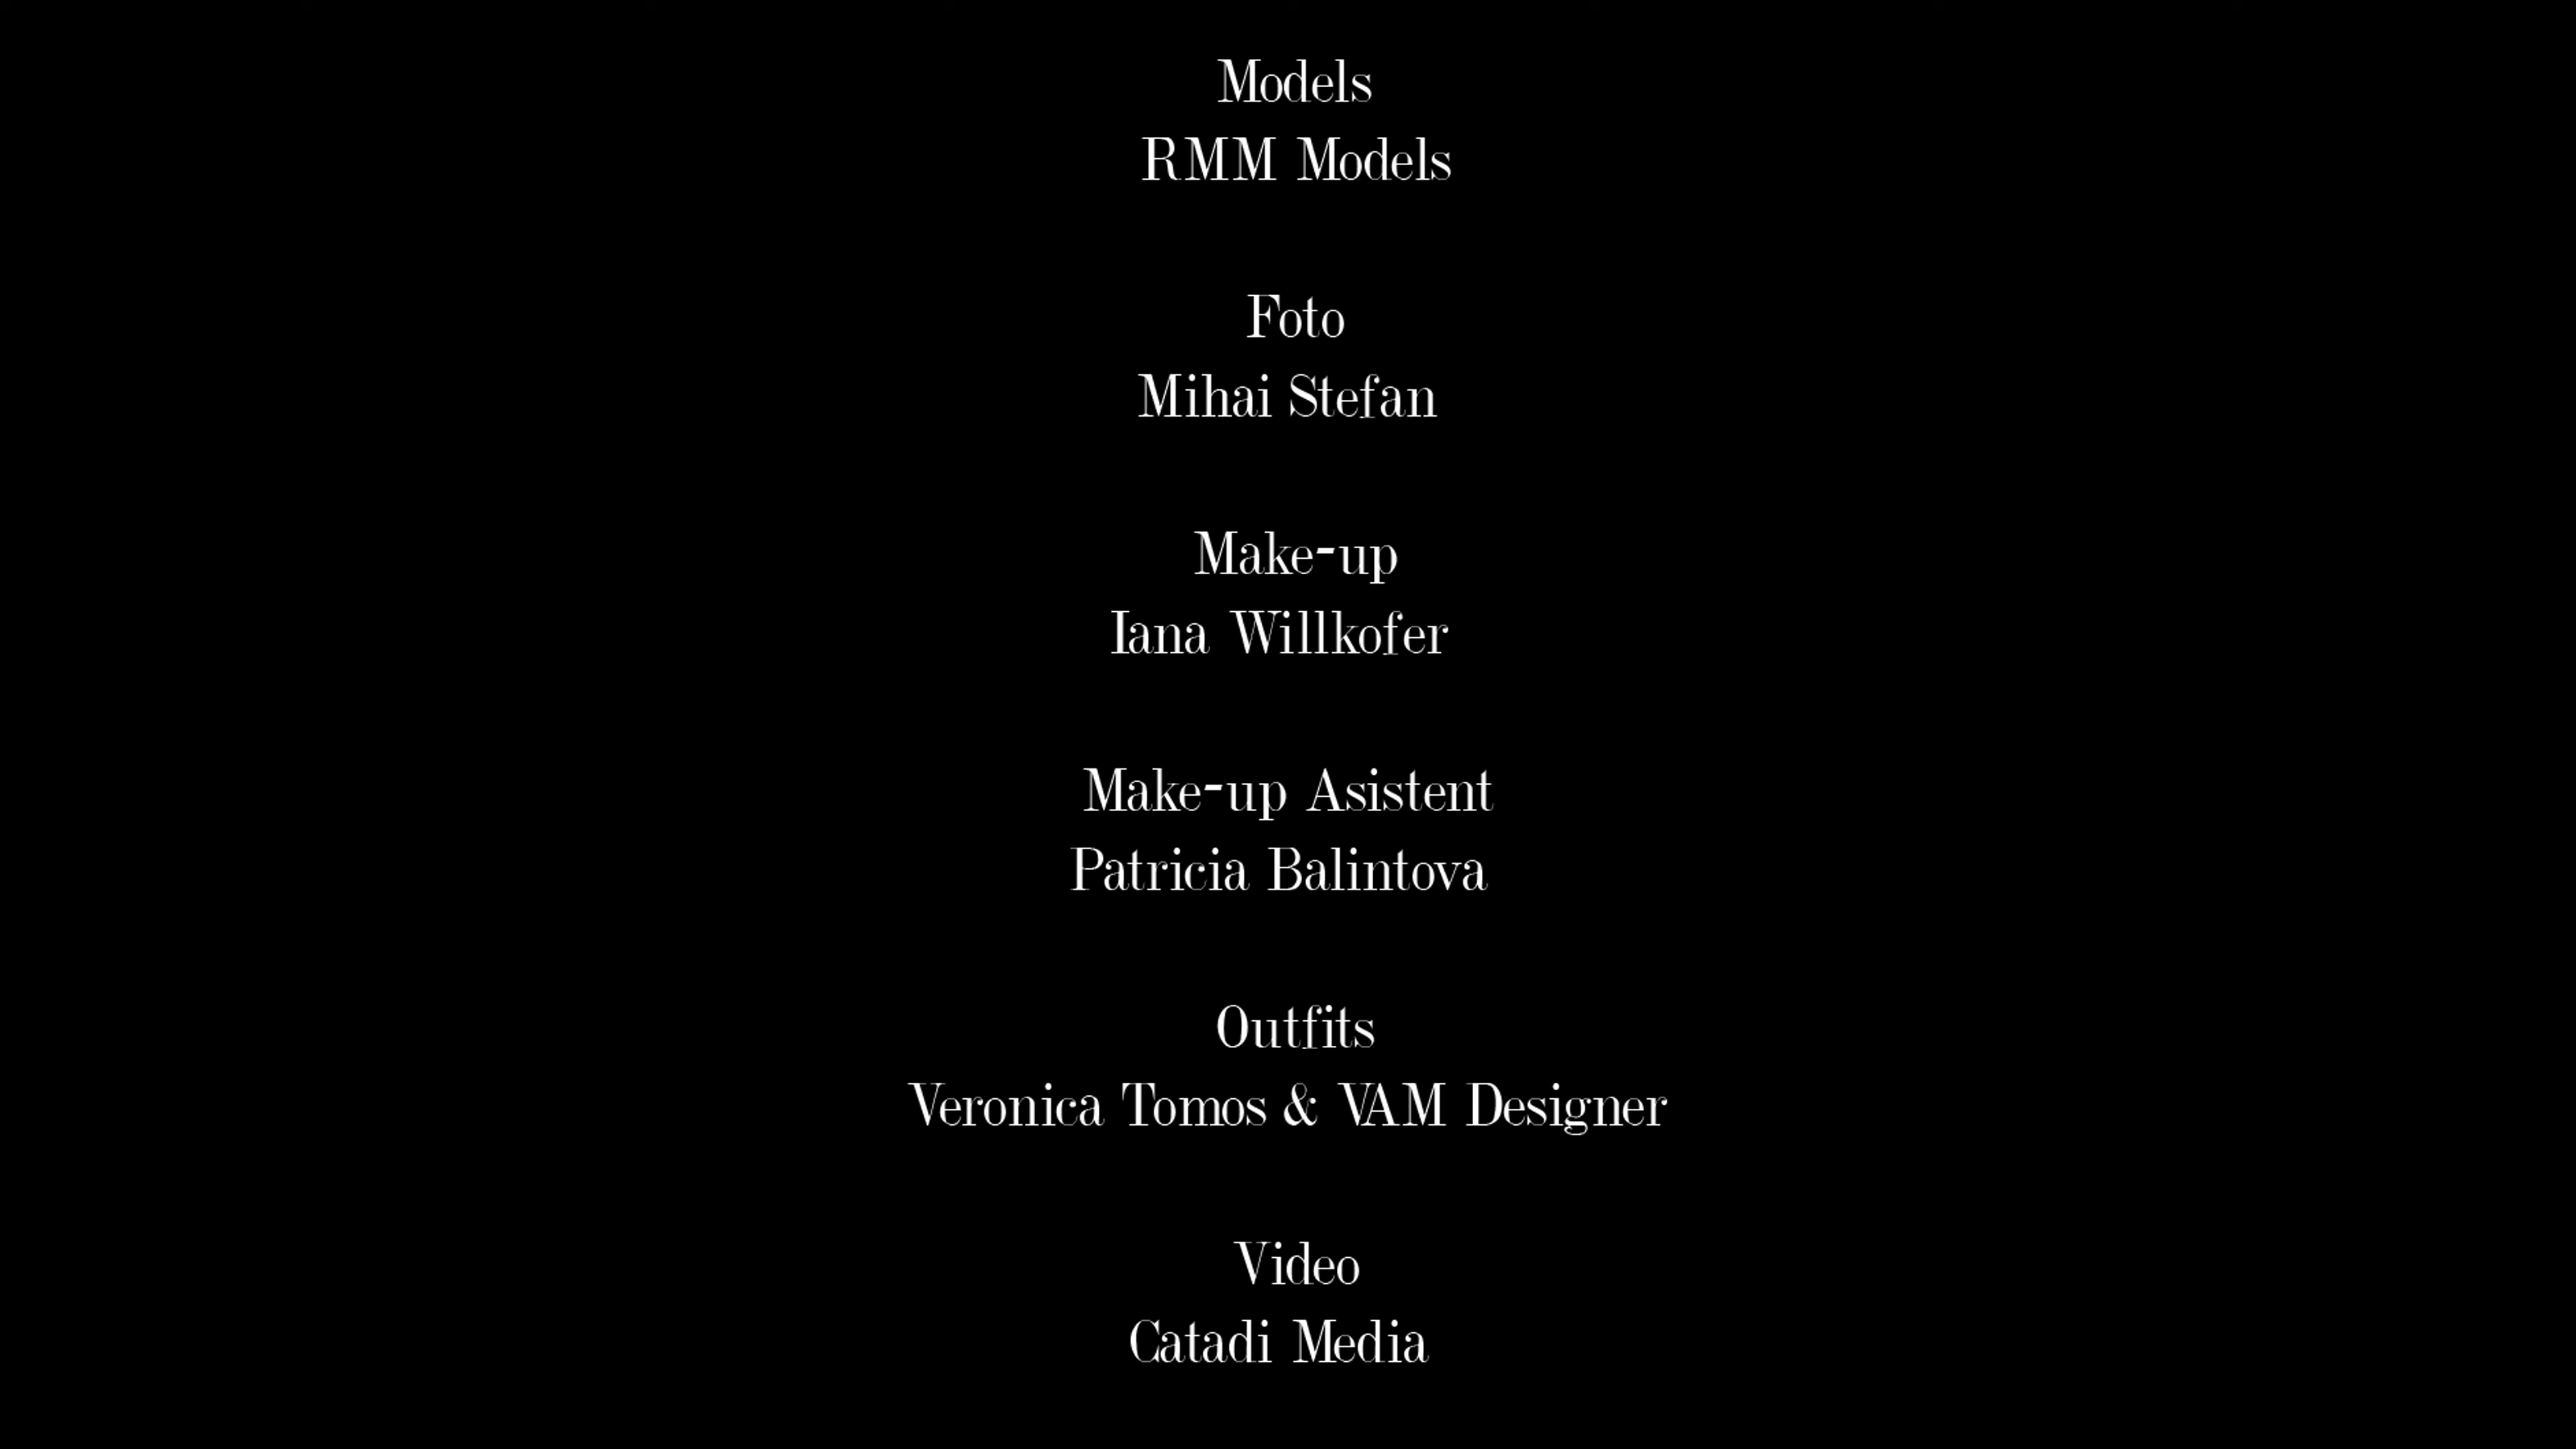 Models
RMM Models
Foto
Mihai Stefan
Make-up
Iana Willkofer
Make-up Asistent
Patricia Balintova
Outfits
Veronica Tomos & VAM Designer
Video
Catadi Media